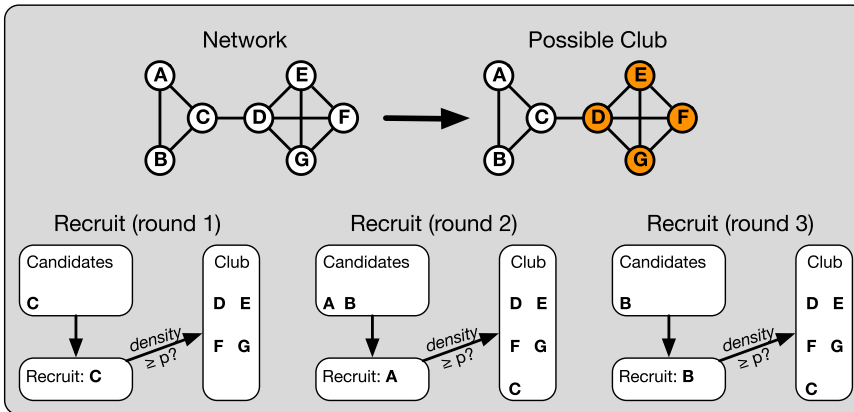 Network
Possible Club
A
E
C
D
F
B
G
A
E
C
D
F
B
G
Recruit (round 1)
Recruit (round 2)
Recruit (round 3)
Candidates
C
Club
D E
F G
density
≥ p?
Recruit: C
Candidates
A B
Club
D E
F G
C
density
≥ p?
Recruit: A
Candidates
B
Club
D E
F G
C
density
≥ p?
Recruit: B